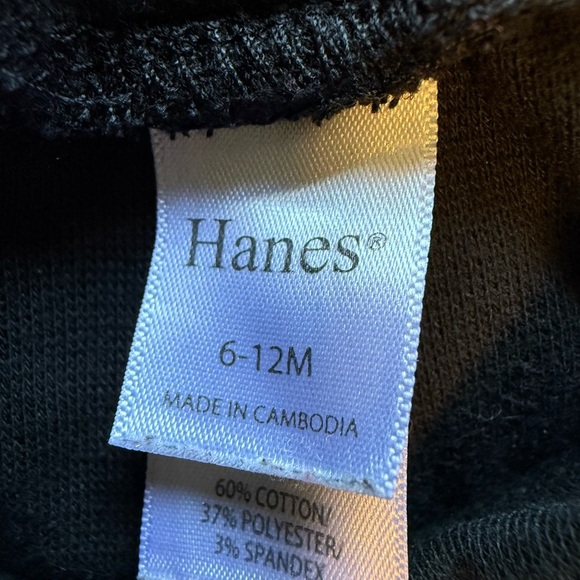 Hanes®
6-12M
MADE IN CAMBODIA
60% COTTON/
37% POLYESTER/
3% SPANDEX